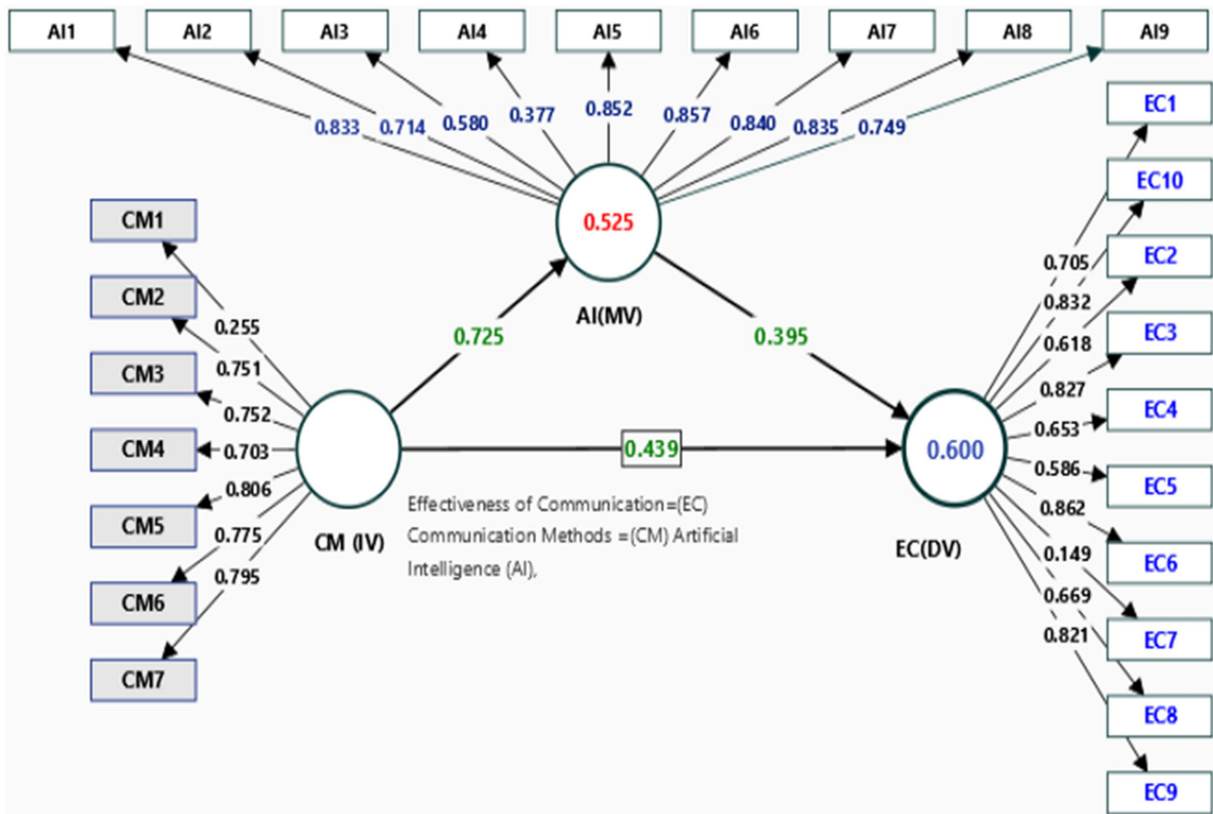 AI1 AI2 AI3 AI4 AI5 AI6 AI7 AI8 AI9
0.833 0.714 0.580 0.377 0.852 0.857 0.840 0.835 0.749
0.525
AI(MV)
CM1
CM2
CM3
CM4
CM5
CM6
CM7
0.255
0.751
0.752
0.703
0.806
0.775
0.795
CM (IV)
0.725
0.395
0.439
Effectiveness of Communication=(EC)
Communication Methods =(CM) Artificial
Intelligence (AI),
0.600
EC(DV)
0.705
0.832
0.618
0.827
0.653
0.586
0.862
0.149
0.669
0.821
EC1
EC10
EC2
EC3
EC4
EC5
EC6
EC7
EC8
EC9